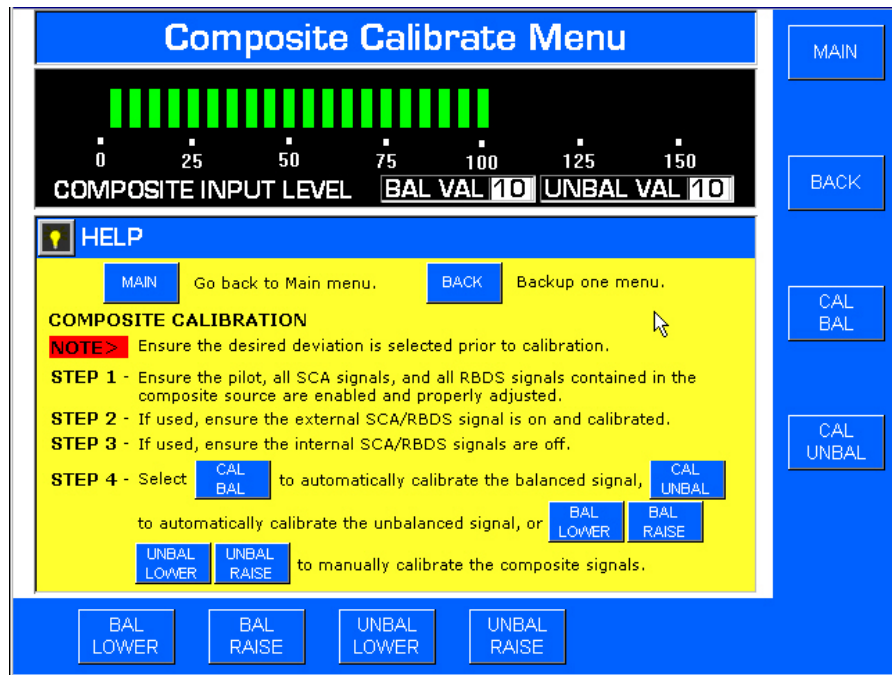 Composite Calibrate Menu
0 25 50 75 100 125 150
COMPOSITE INPUT LEVEL BAL VAL 10 UNBAL VAL 10
HELP
MAIN Go back to Main menu. BACK Backup one menu.
COMPOSITE CALIBRATION
NOTE> Ensure the desired deviation is selected prior to calibration.
STEP 1 - Ensure the pilot, all SCA signals, and all RBDS signals contained in the
composite source are enabled and properly adjusted.
STEP 2 - If used, ensure the external SCA/RBDS signal is on and calibrated.
STEP 3 - If used, ensure the internal SCA/RBDS signals are off.
STEP 4 - Select CAL BAL to automatically calibrate the balanced signal, CAL UNBAL
to automatically calibrate the unbalanced signal, or BAL LOWER BAL RAISE
UNBAL LOWER UNBAL RAISE to manually calibrate the composite signals.
MAIN
BACK
CAL
BAL
CAL
UNBAL
BAL
LOWER
BAL
RAISE
UNBAL
LOWER
UNBAL
RAISE